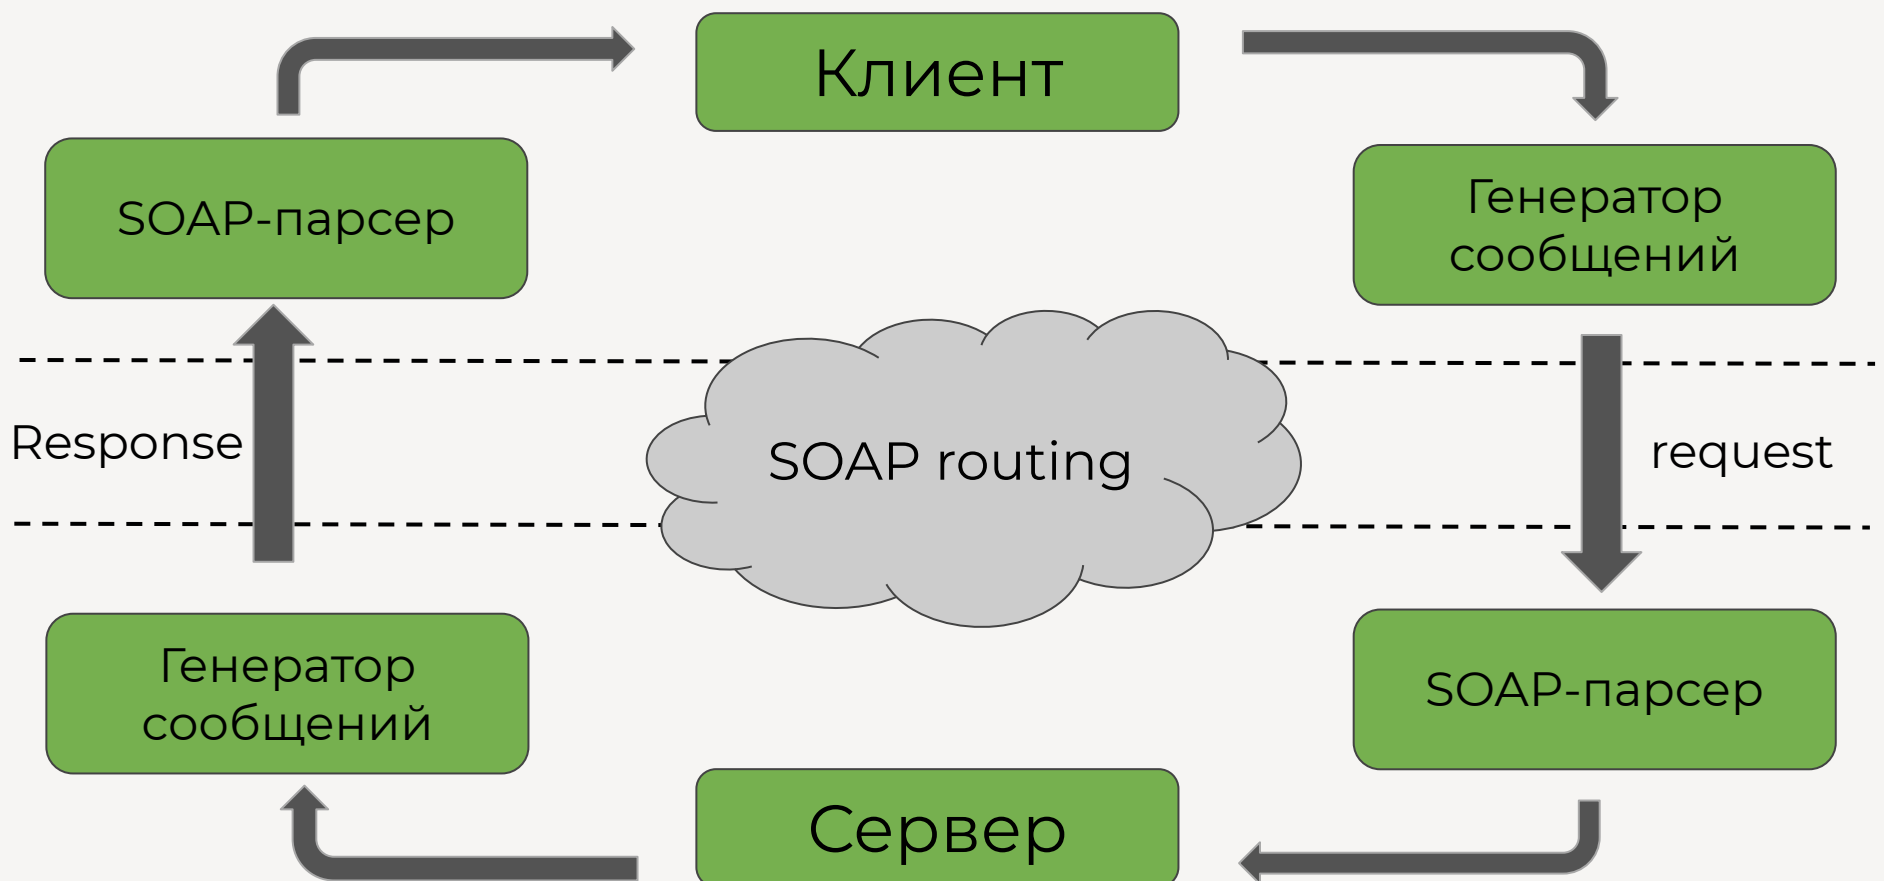 Клиент
SOAP-парсер
Генератор
сообщений
Response
SOAP routing
request
Генератор
сообщений
SOAP-парсер
Сервер